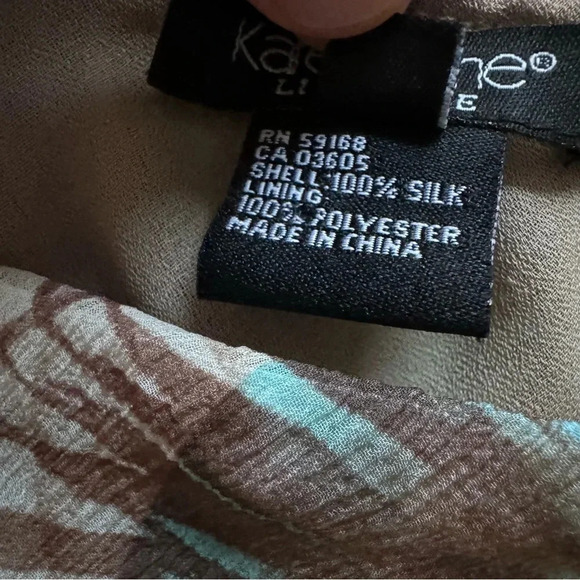 RN 59168
CA 03605
SHELL:100% SILK
LINING:
100% POLYESTER
MADE IN CHINA